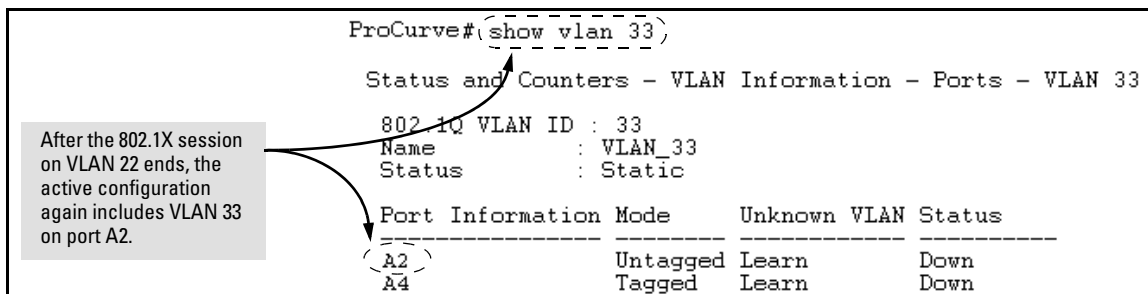 ProCurve# show vlan 33
Status and Counters - VLAN Information - Ports - VLAN 33
802.1Q VLAN ID : 33
Name : VLAN_33
Status : Static
After the 802.1X session
on VLAN 22 ends, the
active configuration
again includes VLAN 33
on port A2.
Port Information Mode Unknown VLAN Status
---------------- -------- ------------ ----------
A2 Untagged Learn Down
A4 Tagged Learn Down